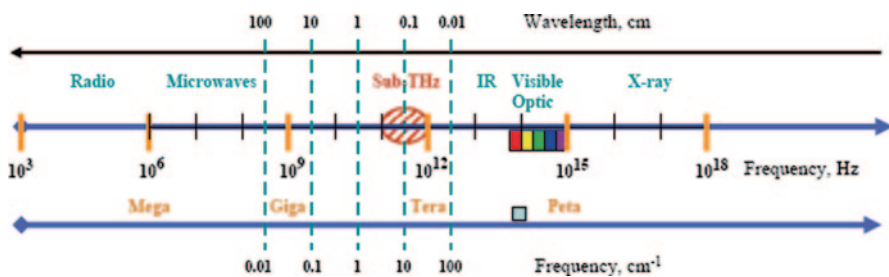 100 10 1 0.1 0.01 Wavelength, cm
Radio Microwaves Sub-THz IR Visible X-ray
Optic
10³ 10⁶ 10⁹ 10¹² 10¹⁵ 10¹⁸ Frequency, Hz
Mega Giga Tera Peta
0.01 0.1 1 10 100 Frequency, cm⁻¹